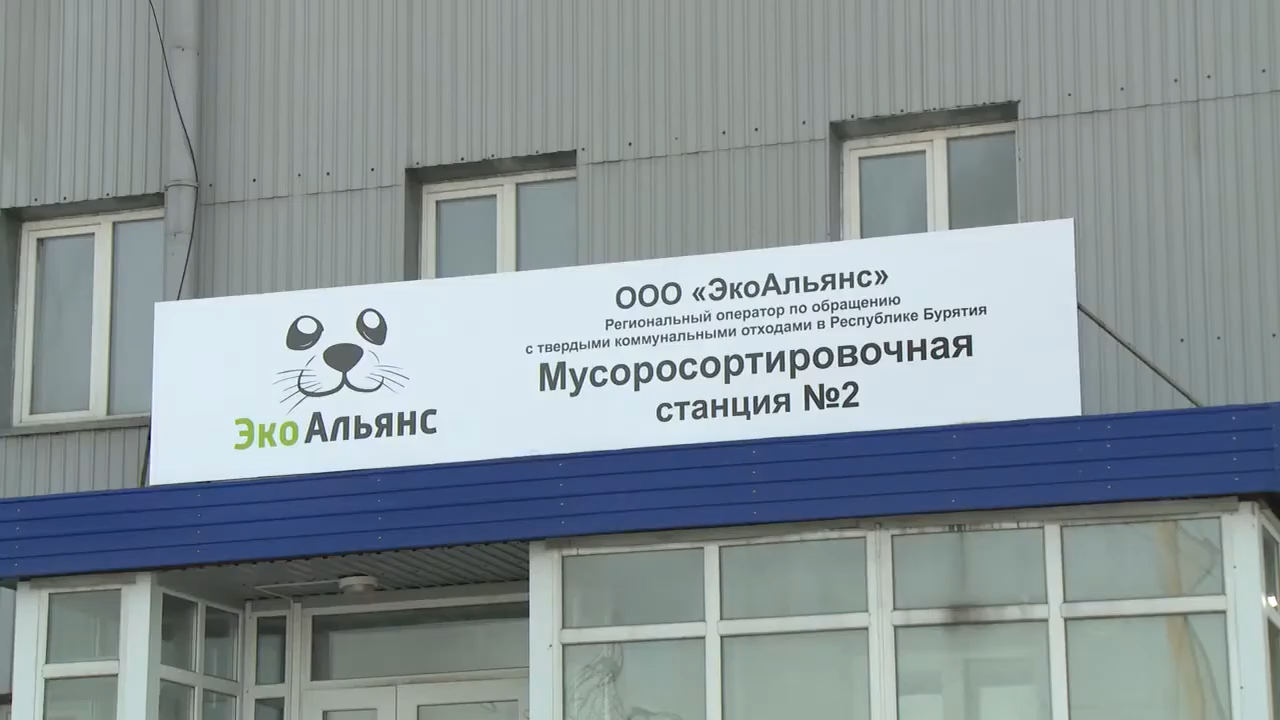 ЭкоАльянс
ООО «ЭкоАльянс»
Региональный оператор по обращению
с твердыми коммунальными отходами в Республике Бурятия
Мусоросортировочная
станция №2